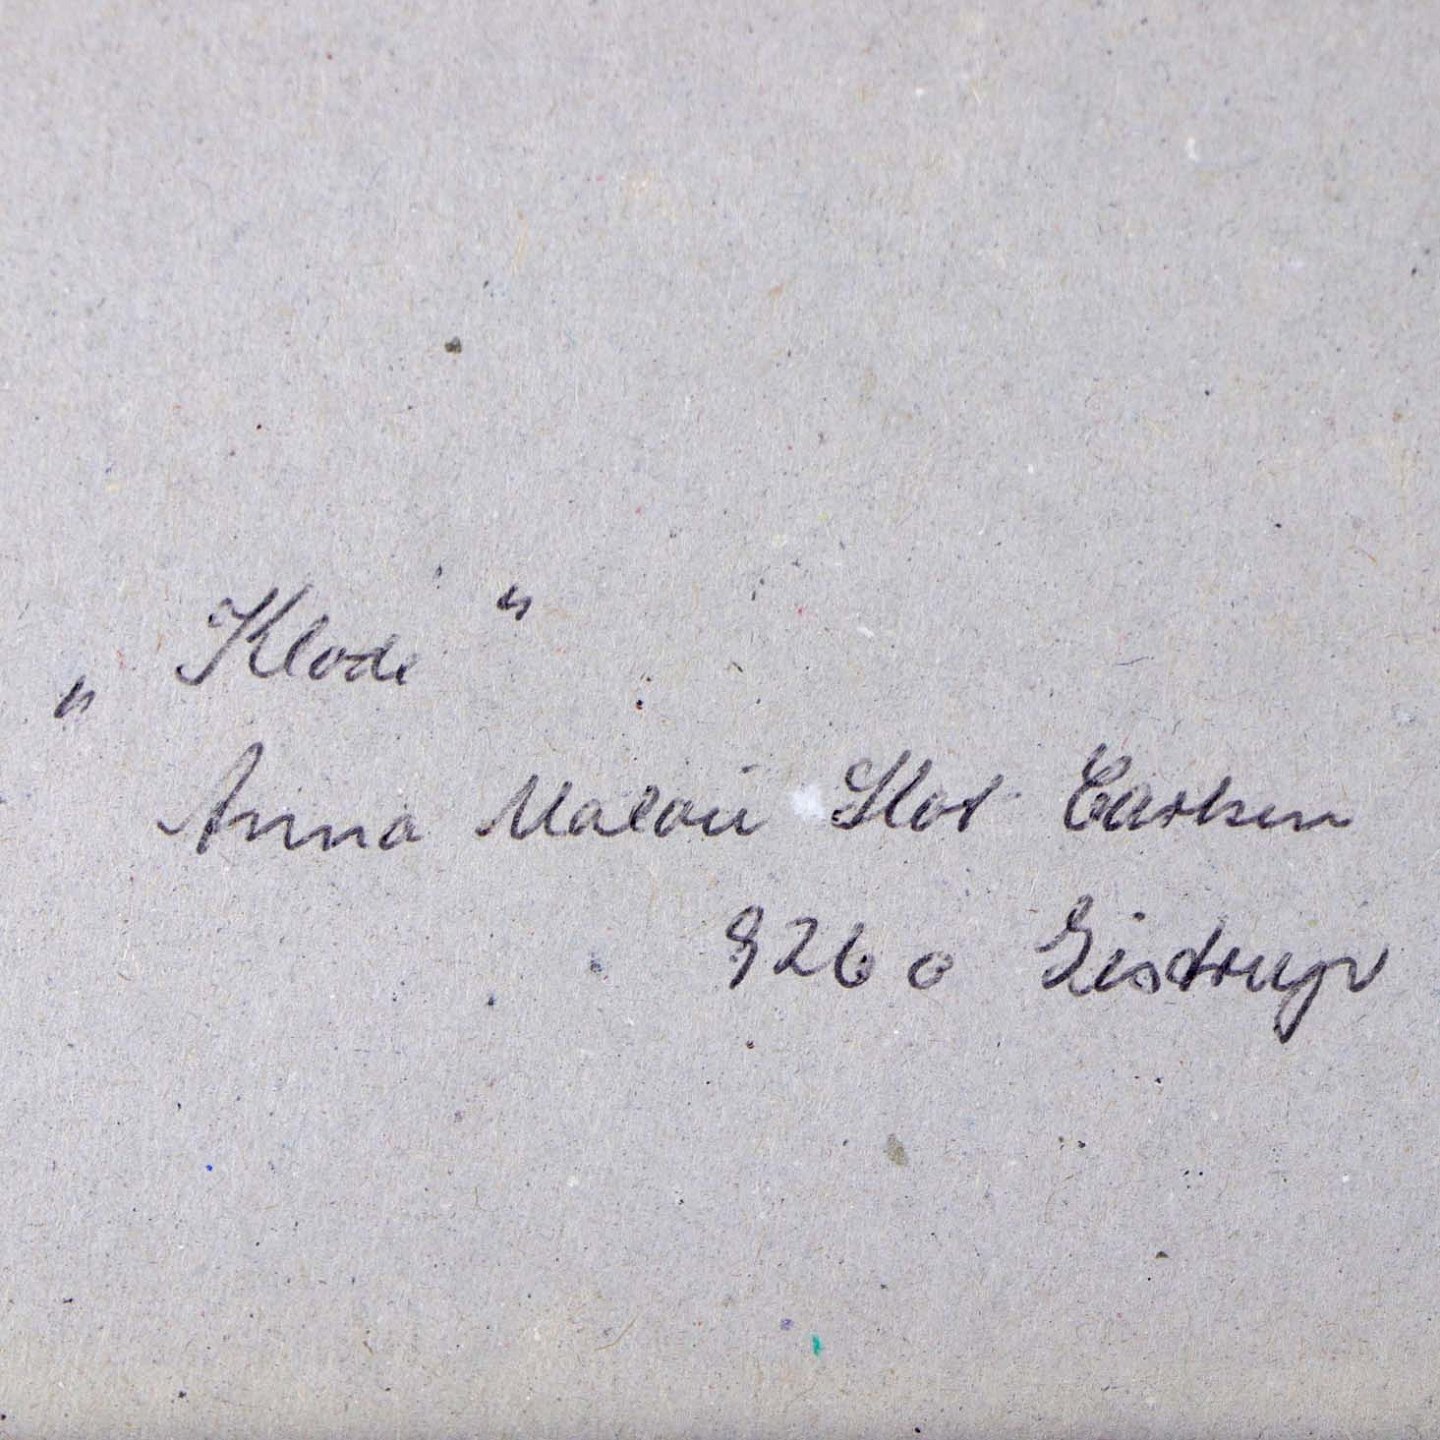 „Klode"
Anna Malou Slot Carlsen
9260 Gistrup